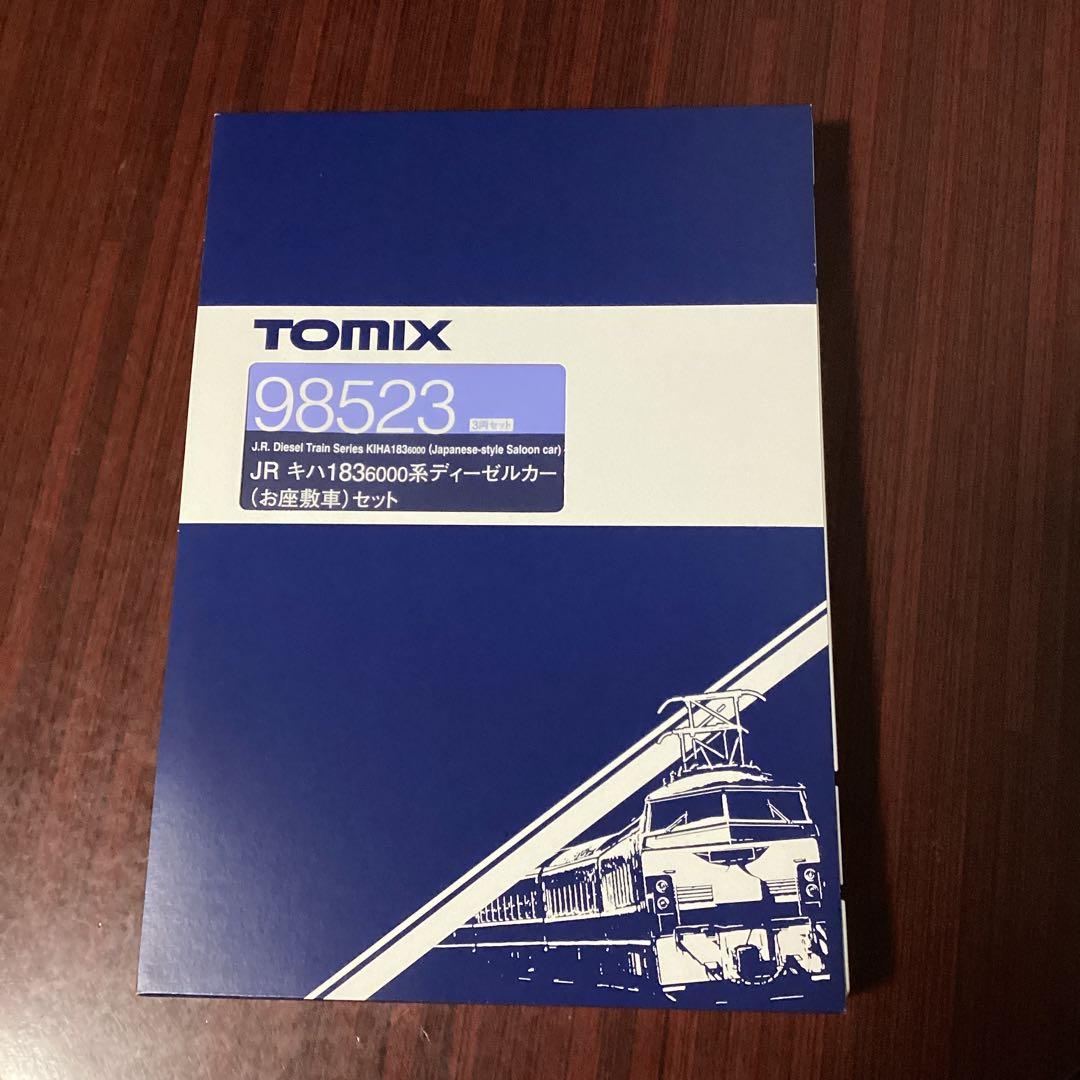 TOMIX
98523 3両セット
J.R. Diesel Train Series KIHA1836000 (Japanese-style Saloon car)
JR キハ1836000系ディーゼルカー
(お座敷車)セット